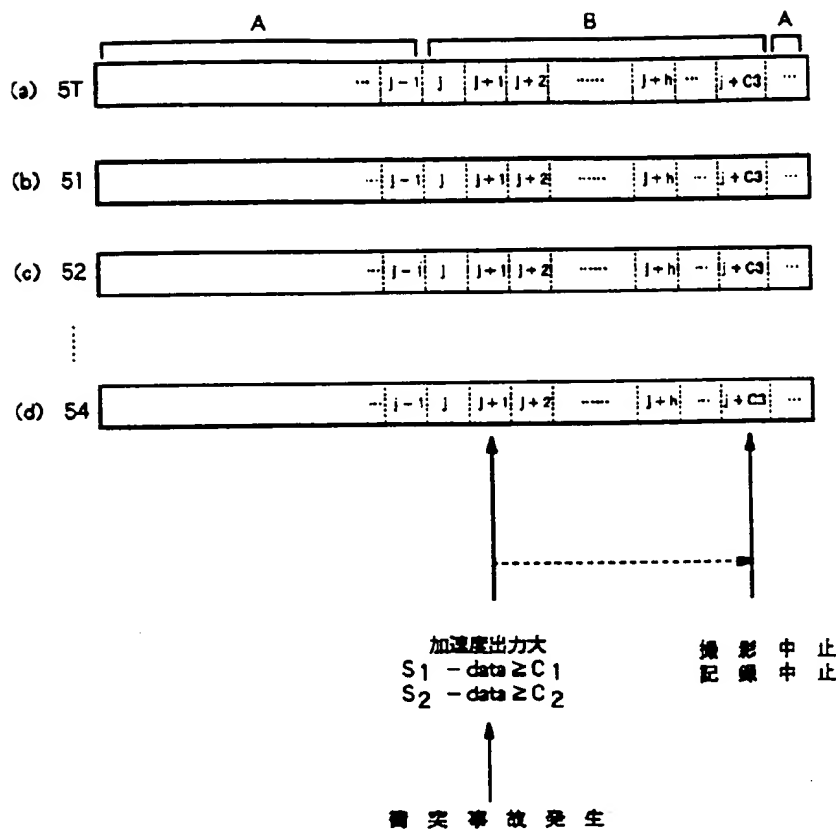 A B A
(a) 5T ... j-1 j j+1 j+2 ...... j+h ... j+C3 ...
(b) 51 ... j-1 j j+1 j+2 ...... j+h ... j+C3 ...
(c) 52 ... j-1 j j+1 j+2 ...... j+h ... j+C3 ...
(d) 54 ... j-1 j j+1 j+2 ...... j+h ... j+C3 ...
加速度出力大
S1 - data ≥ C1
S2 - data ≥ C2
撮影中止
記録中止
衝突事故発生